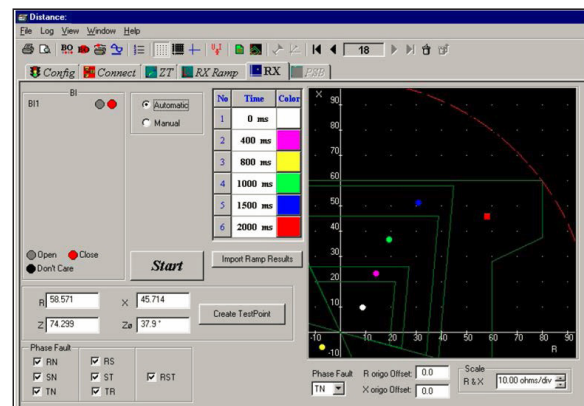 Distance:
File Log View Window Help
BO
18
Config Connect ZT RX Ramp RX PSB
BI
BI1
Automatic
Manual
No Time Color
1 0 ms
2 400 ms
3 800 ms
4 1000 ms
5 1500 ms
6 2000 ms
Open Close
Don't Care
Start
Import Ramp Results
R 58.571 X 45.714
Z 74.299 Zø 37.9 °
Create TestPoint
Phase Fault
RN RS
SN ST RST
TN TR
X
90
80
70
60
50
40
30
20
10
-10 10 20 30 40 50 60 70 80 90
-10
R
Phase Fault R origo Offset: 0.0
TN X origo Offset: 0.0
Scale
R & X 10.00 ohms/div